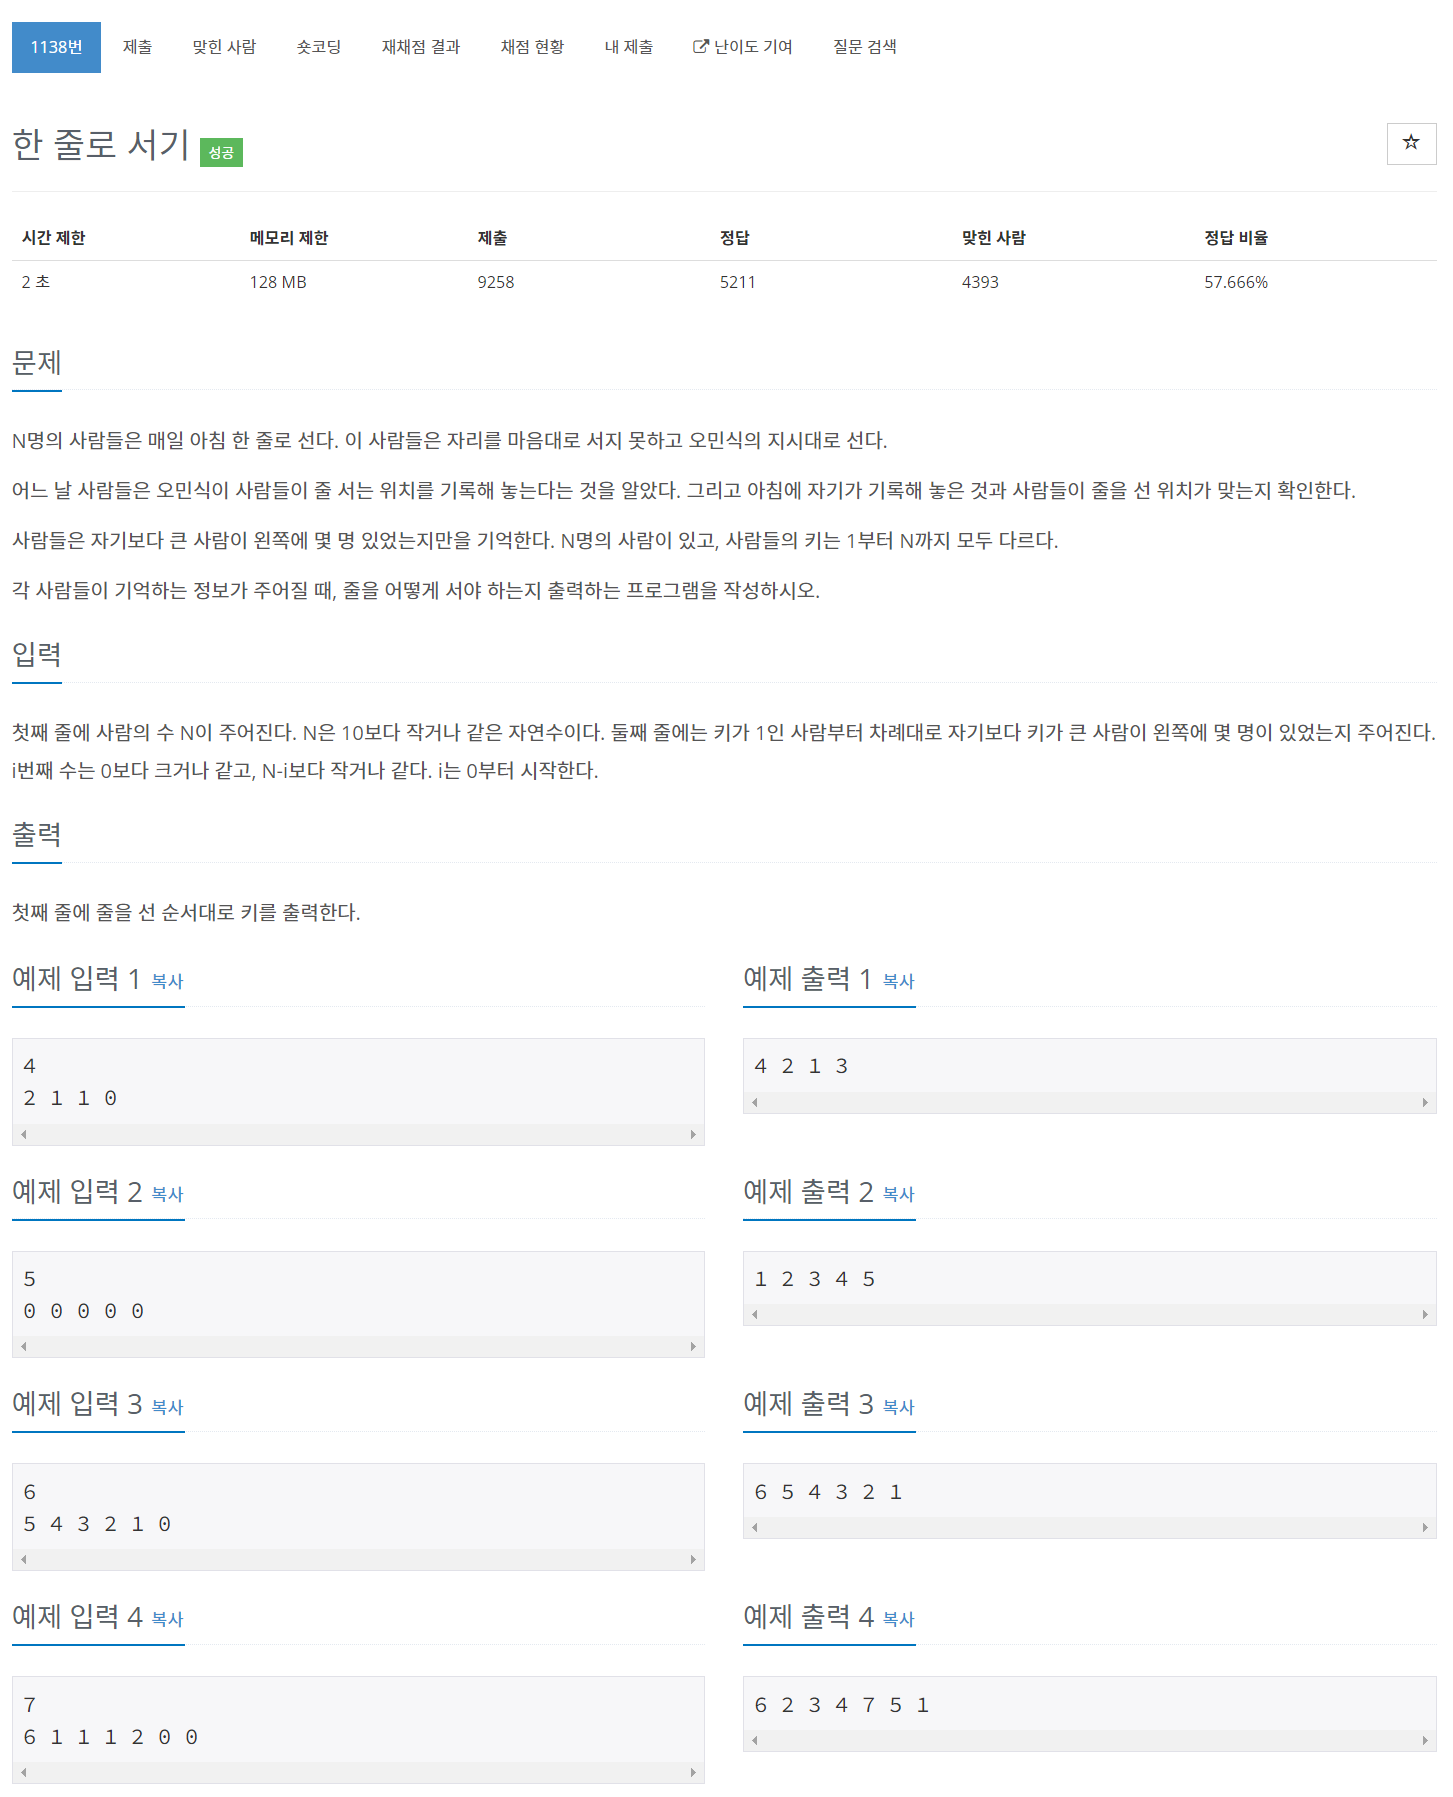 1138번 제출 맞힌 사람 숏코딩 재채점 결과 채점 현황 내 제출 난이도 기여 질문 검색
한 줄로 서기 성공
시간 제한 메모리 제한 제출 정답 맞힌 사람 정답 비율
2 초 128 MB 9258 5211 4393 57.666%
문제
N명의 사람들은 매일 아침 한 줄로 선다. 이 사람들은 자리를 마음대로 서지 못하고 오민식의 지시대로 선다.
어느 날 사람들은 오민식이 사람들이 줄 서는 위치를 기록해 놓는다는 것을 알았다. 그리고 아침에 자기가 기록해 놓은 것과 사람들이 줄을 선 위치가 맞는지 확인한다.
사람들은 자기보다 큰 사람이 왼쪽에 몇 명 있었는지만을 기억한다. N명의 사람이 있고, 사람들의 키는 1부터 N까지 모두 다르다.
각 사람들이 기억하는 정보가 주어질 때, 줄을 어떻게 서야 하는지 출력하는 프로그램을 작성하시오.
입력
첫째 줄에 사람의 수 N이 주어진다. N은 10보다 작거나 같은 자연수이다. 둘째 줄에는 키가 1인 사람부터 차례대로 자기보다 키가 큰 사람이 왼쪽에 몇 명이 있었는지 주어진다.
i번째 수는 0보다 크거나 같고, N-i보다 작거나 같다. i는 0부터 시작한다.
출력
첫째 줄에 줄을 선 순서대로 키를 출력한다.
예제 입력 1 복사
4
2 1 1 0
예제 출력 1 복사
4 2 1 3
예제 입력 2 복사
5
0 0 0 0 0
예제 출력 2 복사
1 2 3 4 5
예제 입력 3 복사
6
5 4 3 2 1 0
예제 출력 3 복사
6 5 4 3 2 1
예제 입력 4 복사
7
6 1 1 1 2 0 0
예제 출력 4 복사
6 2 3 4 7 5 1